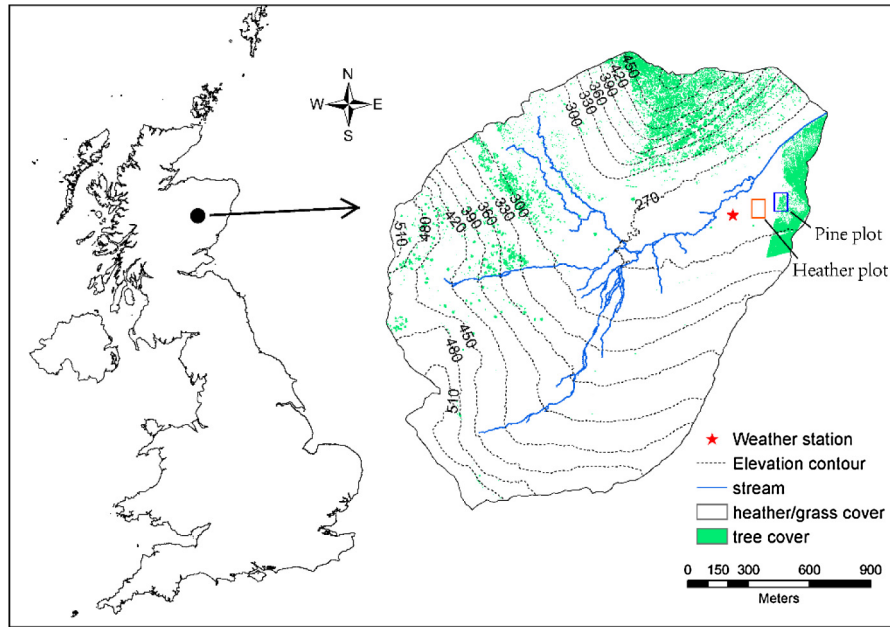 N
W E
S
450
420
390
360
330
300
270
300
330
360
390
420
480
510
450
480
510
Pine plot
Heather plot
Weather station
Elevation contour
stream
heather/grass cover
tree cover
0 150 300 600 900
Meters